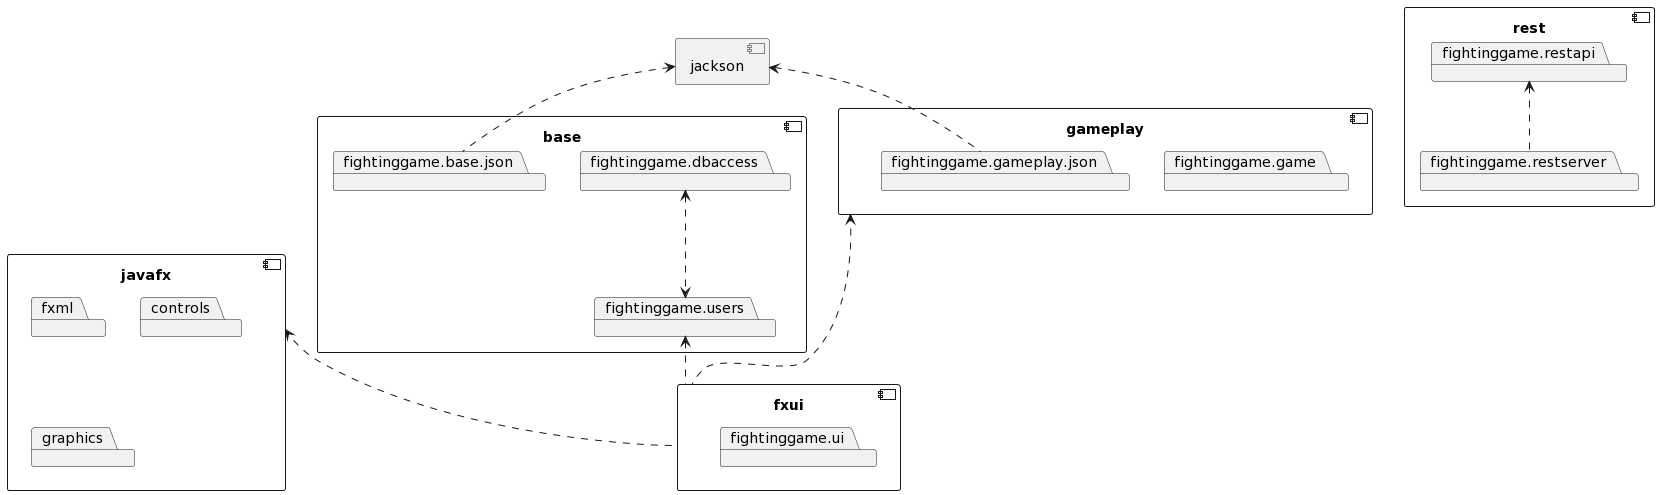 rest
fightinggame.restapi
fightinggame.restserver
jackson
base
fightinggame.base.json
fightinggame.dbaccess
fightinggame.users
gameplay
fightinggame.gameplay.json
fightinggame.game
javafx
fxml
controls
graphics
fxui
fightinggame.ui